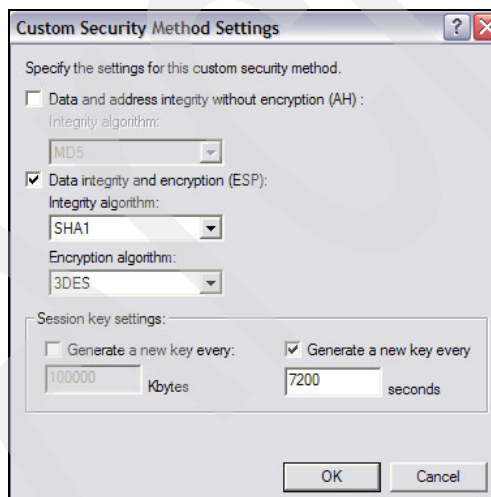 Custom Security Method Settings
Specify the settings for this custom security method.
Data and address integrity without encryption (AH) :
Integrity algorithm:
MD5
Data integrity and encryption (ESP):
Integrity algorithm:
SHA1
Encryption algorithm:
3DES
Session key settings:
Generate a new key every: Generate a new key every
100000 Kbytes 7200 seconds
OK Cancel